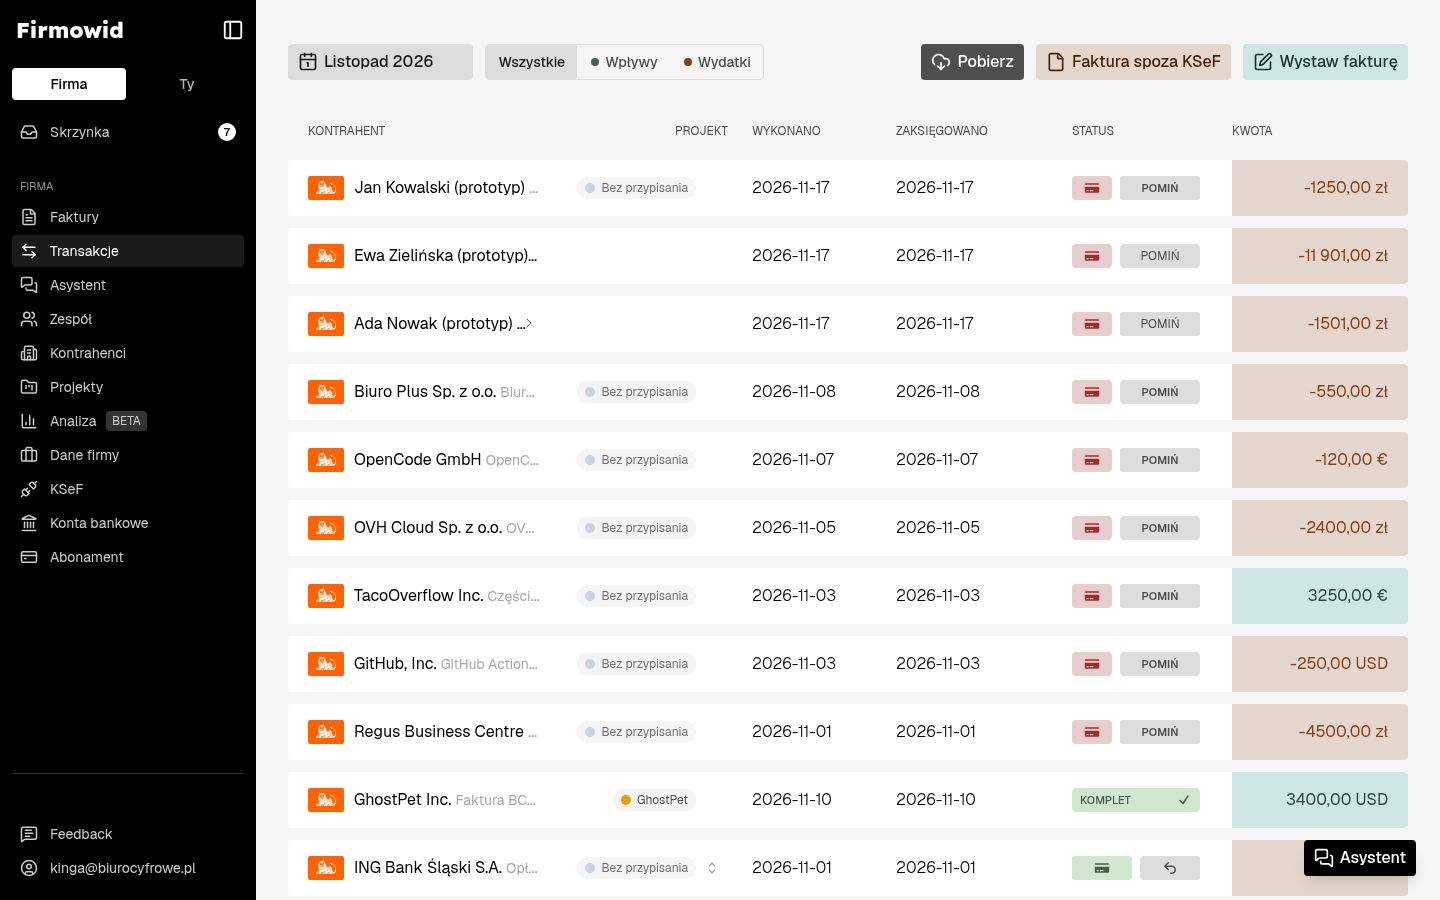 Firmowid
Firma
Ty
Skrzynka
7
FIRMA
Faktury
Transakcje
Asystent
Zespół
Kontrahenci
Projekty
Analiza BETA
Dane firmy
KSeF
Konta bankowe
Abonament
Feedback
kinga@biurocyfrowe.pl
Listopad 2026
Wszystkie
Wpływy
Wydatki
Pobierz
Faktura spoza KSeF
Wystaw fakturę
KONTRAHENT PROJEKT WYKONANO ZAKSIĘGOWANO STATUS KWOTA
Jan Kowalski (prototyp) ... Bez przypisania 2026-11-17 2026-11-17 POMIŃ -1250,00 zł
Ewa Zielińska (prototyp)... 2026-11-17 2026-11-17 POMIŃ -11 901,00 zł
Ada Nowak (prototyp) ... 2026-11-17 2026-11-17 POMIŃ -1501,00 zł
Biuro Plus Sp. z o.o. Biur... Bez przypisania 2026-11-08 2026-11-08 POMIŃ -550,00 zł
OpenCode GmbH OpenC... Bez przypisania 2026-11-07 2026-11-07 POMIŃ -120,00 €
OVH Cloud Sp. z o.o. OV... Bez przypisania 2026-11-05 2026-11-05 POMIŃ -2400,00 zł
TacoOverflow Inc. Części... Bez przypisania 2026-11-03 2026-11-03 POMIŃ 3250,00 €
GitHub, Inc. GitHub Action... Bez przypisania 2026-11-03 2026-11-03 POMIŃ -250,00 USD
Regus Business Centre ... Bez przypisania 2026-11-01 2026-11-01 POMIŃ -4500,00 zł
GhostPet Inc. Faktura BC... GhostPet 2026-11-10 2026-11-10 KOMPLET 3400,00 USD
ING Bank Śląski S.A. Opł... Bez przypisania 2026-11-01 2026-11-01
Asystent